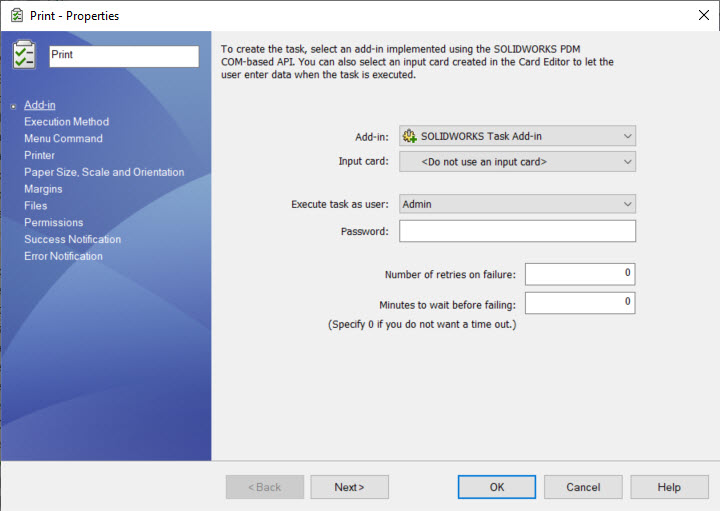 Print - Properties
Print
To create the task, select an add-in implemented using the SOLIDWORKS PDM
COM-based API. You can also select an input card created in the Card Editor to let the
user enter data when the task is executed.
Add-in
Execution Method
Menu Command
Printer
Paper Size, Scale and Orientation
Margins
Files
Permissions
Success Notification
Error Notification
Add-in: SOLIDWORKS Task Add-in
Input card: <Do not use an input card>
Execute task as user: Admin
Password:
Number of retries on failure: 0
Minutes to wait before failing: 0
(Specify 0 if you do not want a time out.)
< Back Next > OK Cancel Help